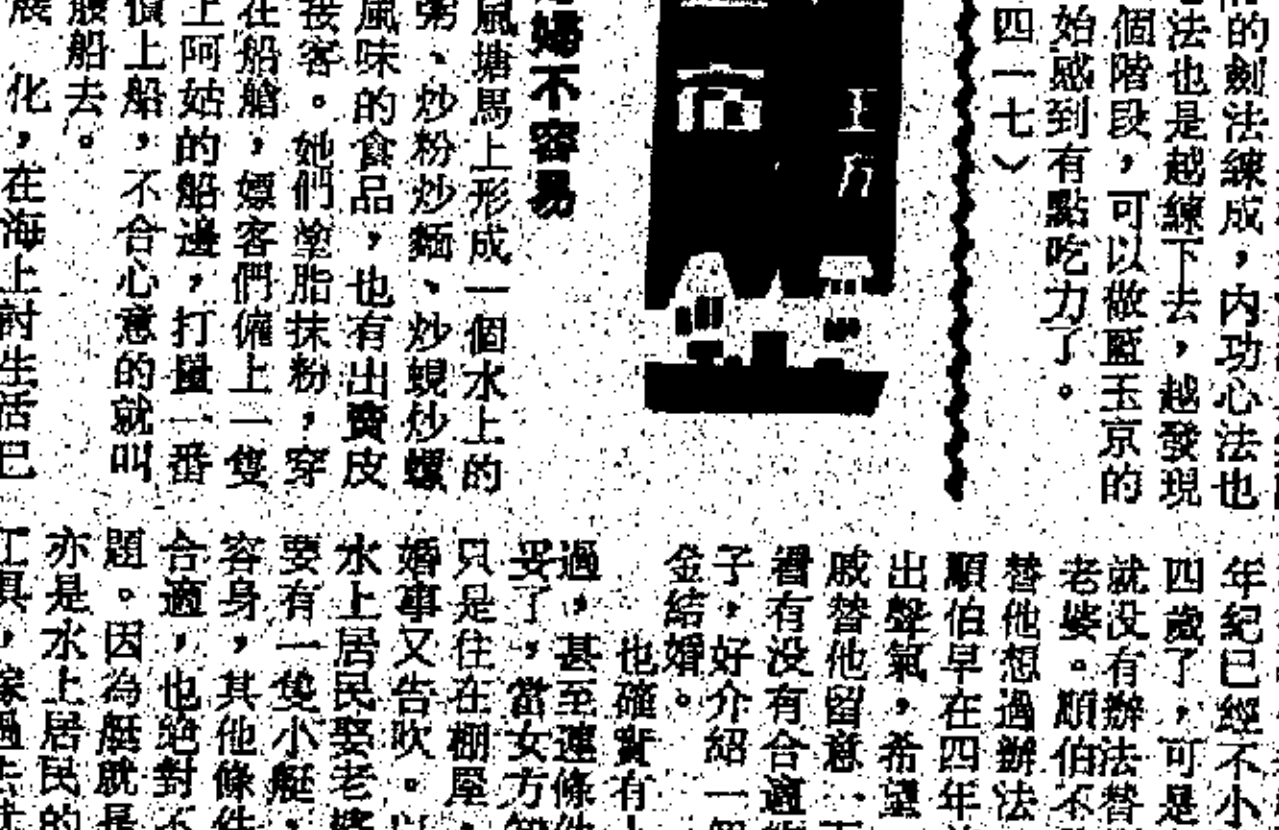 的劍法練成，內功心法也
法也是越練下去，越發現
個階段，可以做藍玉京的
始感到有點吃力了。
四一七）
婦不容易
風塘馬上形成一個水上的
粥、炒粉炒麵、炒蜆炒螺
風味的食品，也有出賣皮
接客。她們塗脂抹粉，穿
在船艙，嫖客們僱上一隻
上阿姑的船邊，打量一番
價上船，不合心意的就叫
艘船去。
化，在海上討生活已
年紀已經不小
四歲了，可是
就没有辦法替
老婆。順伯不
替他想過辦法
順伯早在四年
出聲氣，希望
戚替他留意
看有没有合適
子，好介紹一個
金結婚。
也確實有
過，甚至連條件
妥了，當女方
只是住在棚屋，
婚事又告吹。以
水上居民娶老婆
要有一隻小艇，
容身，其他條件
合適，也絕對不
題。因為艇就是
亦是水上居民的